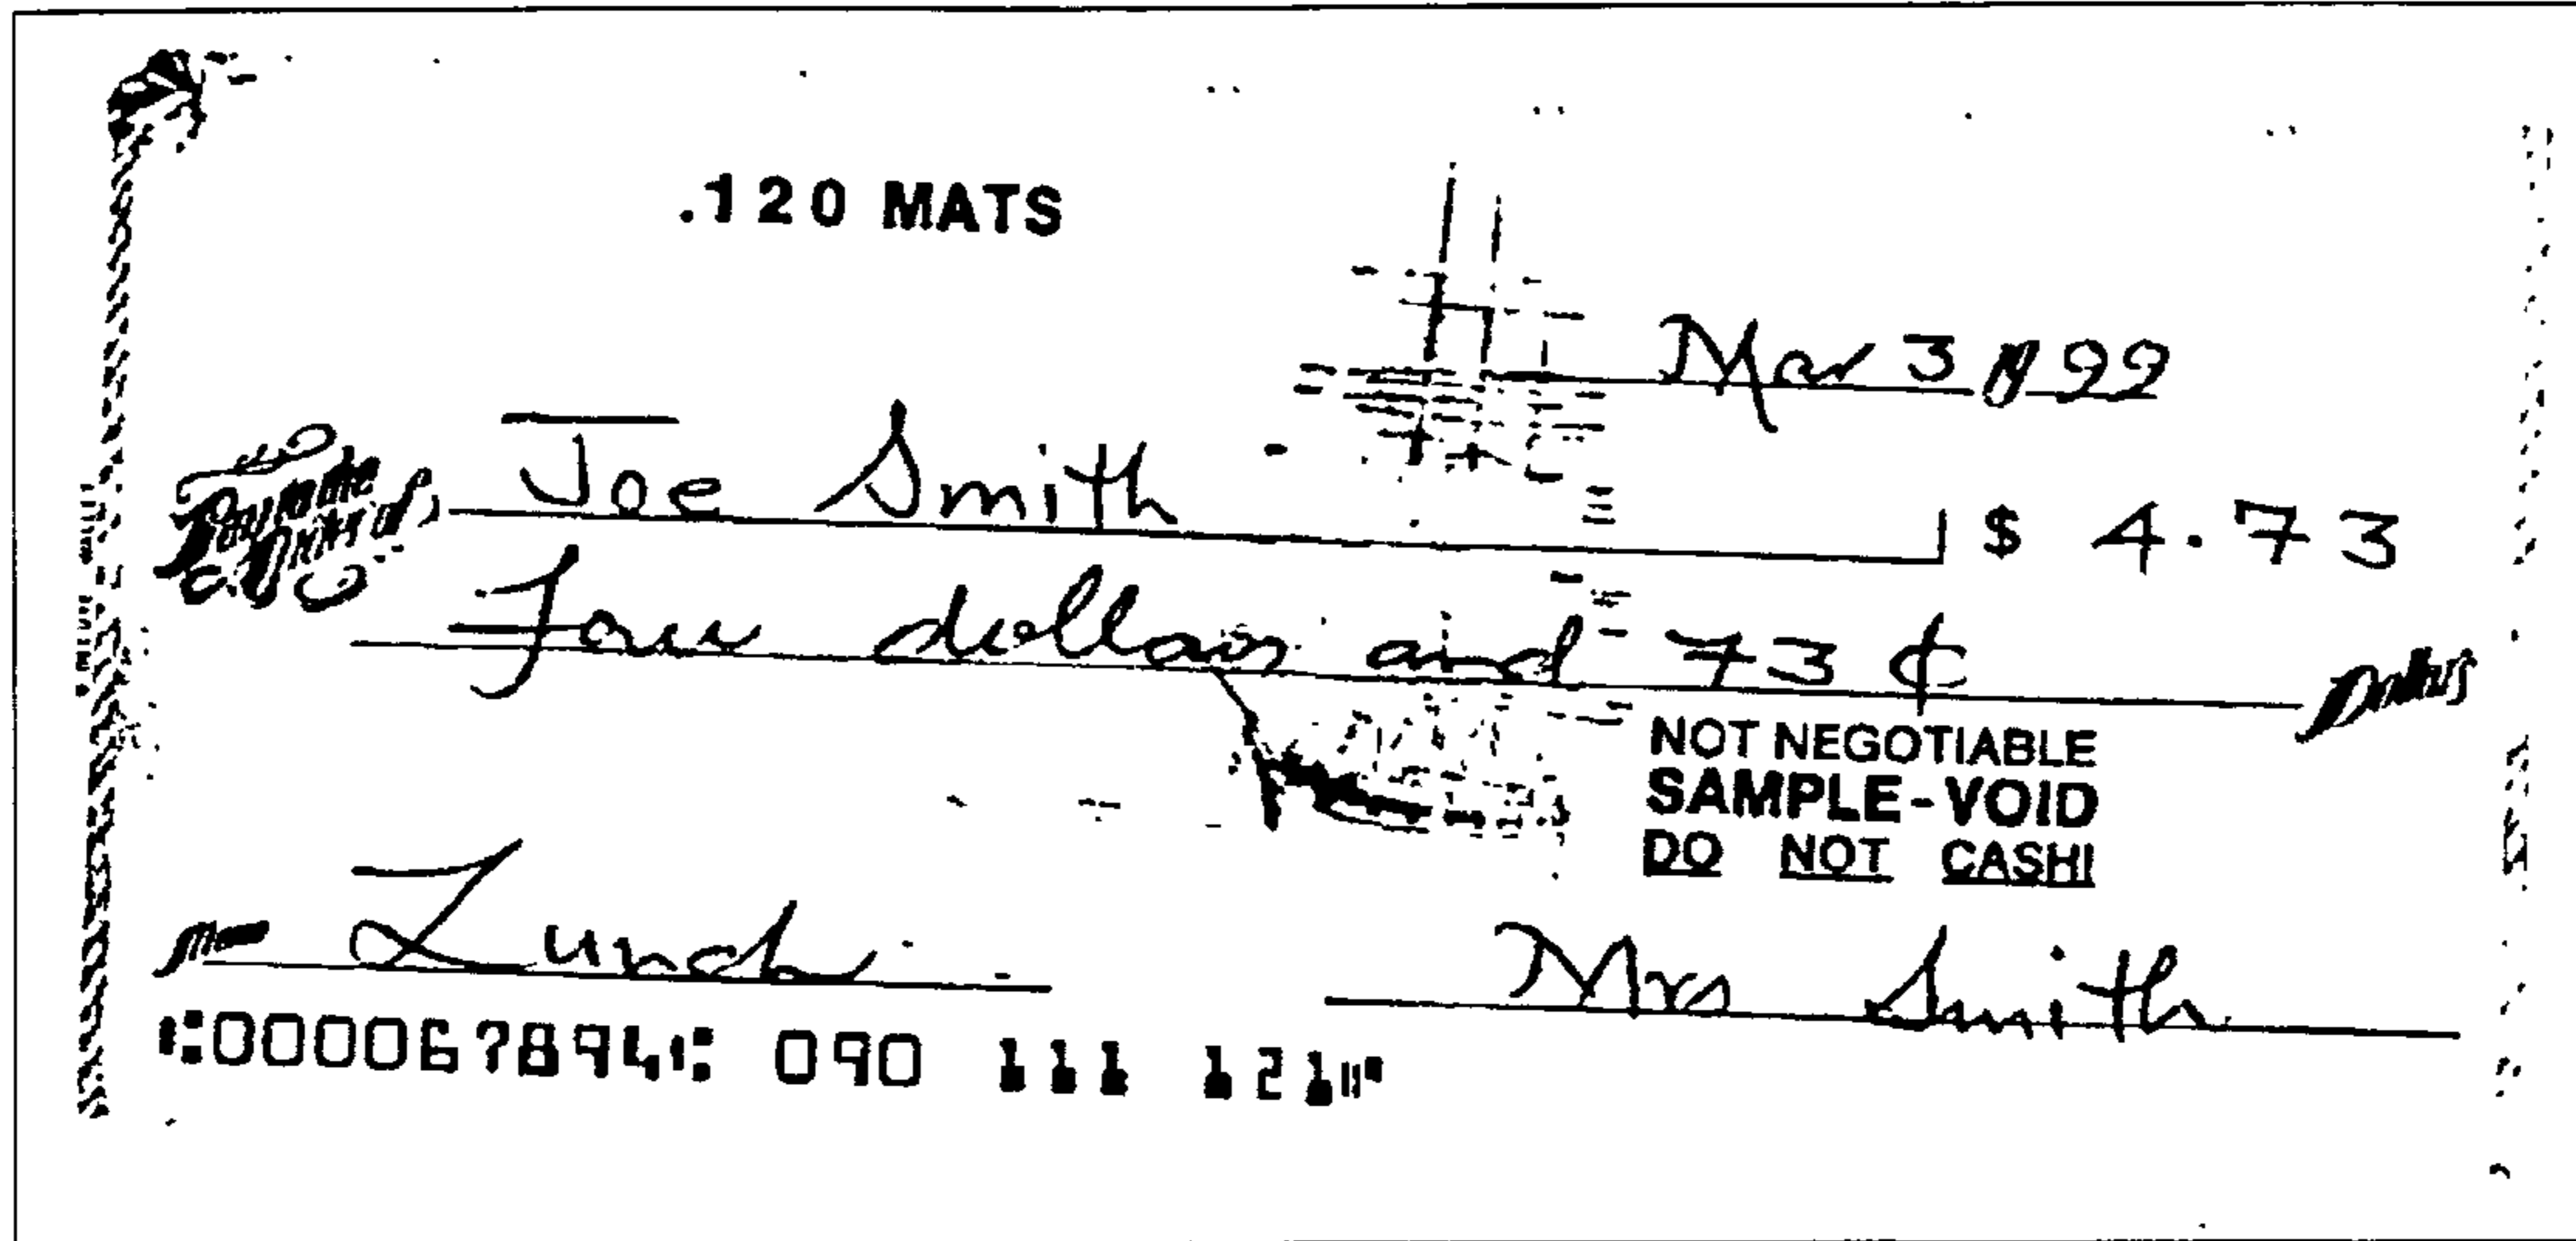 .120 MATS
Mar 3 19 99
Joe Smith
Pay to the
Order of
$ 4.73
Four dollars and 73 ¢
Dollars
NOT NEGOTIABLE
SAMPLE-VOID
DO NOT CASH!
Memo Lunch
Mrs Smith
⑆000067894⑆ 090 111 121⑈